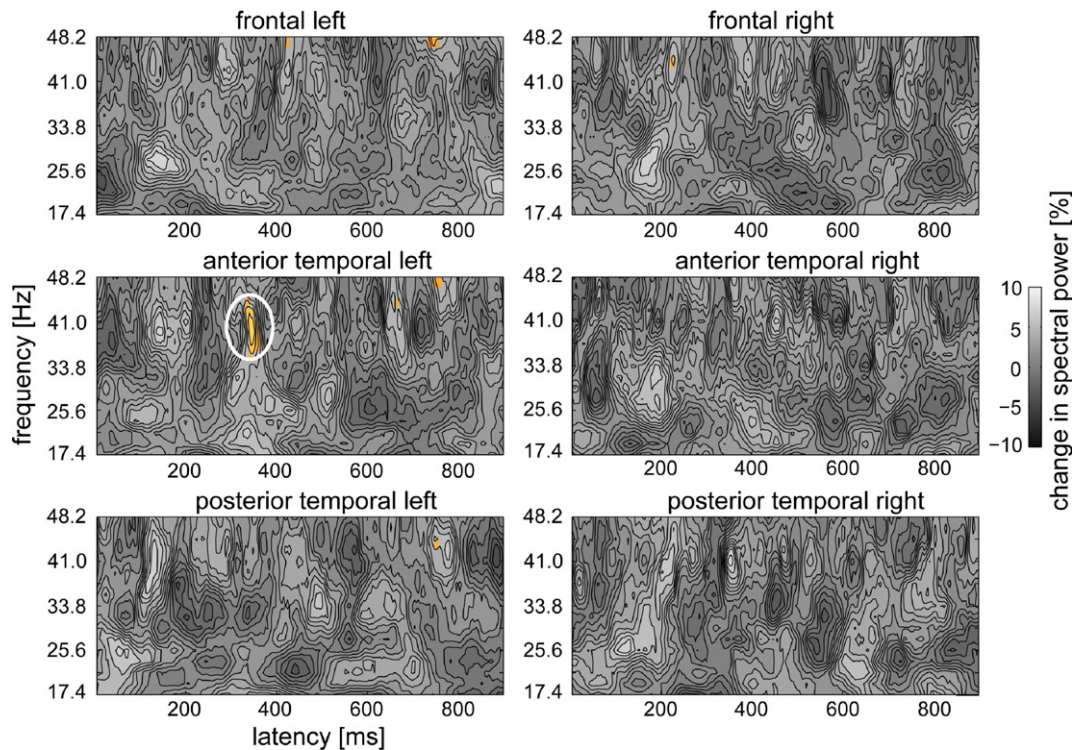 frontal left
frontal right
48.2
41.0
33.8
25.6
17.4
200 400 600 800
48.2
41.0
33.8
25.6
17.4
200 400 600 800
anterior temporal left
anterior temporal right
48.2
41.0
33.8
25.6
17.4
200 400 600 800
48.2
41.0
33.8
25.6
17.4
200 400 600 800
posterior temporal left
posterior temporal right
48.2
41.0
33.8
25.6
17.4
200 400 600 800
48.2
41.0
33.8
25.6
17.4
200 400 600 800
frequency [Hz]
latency [ms]
10
5
0
−5
−10
change in spectral power [%]